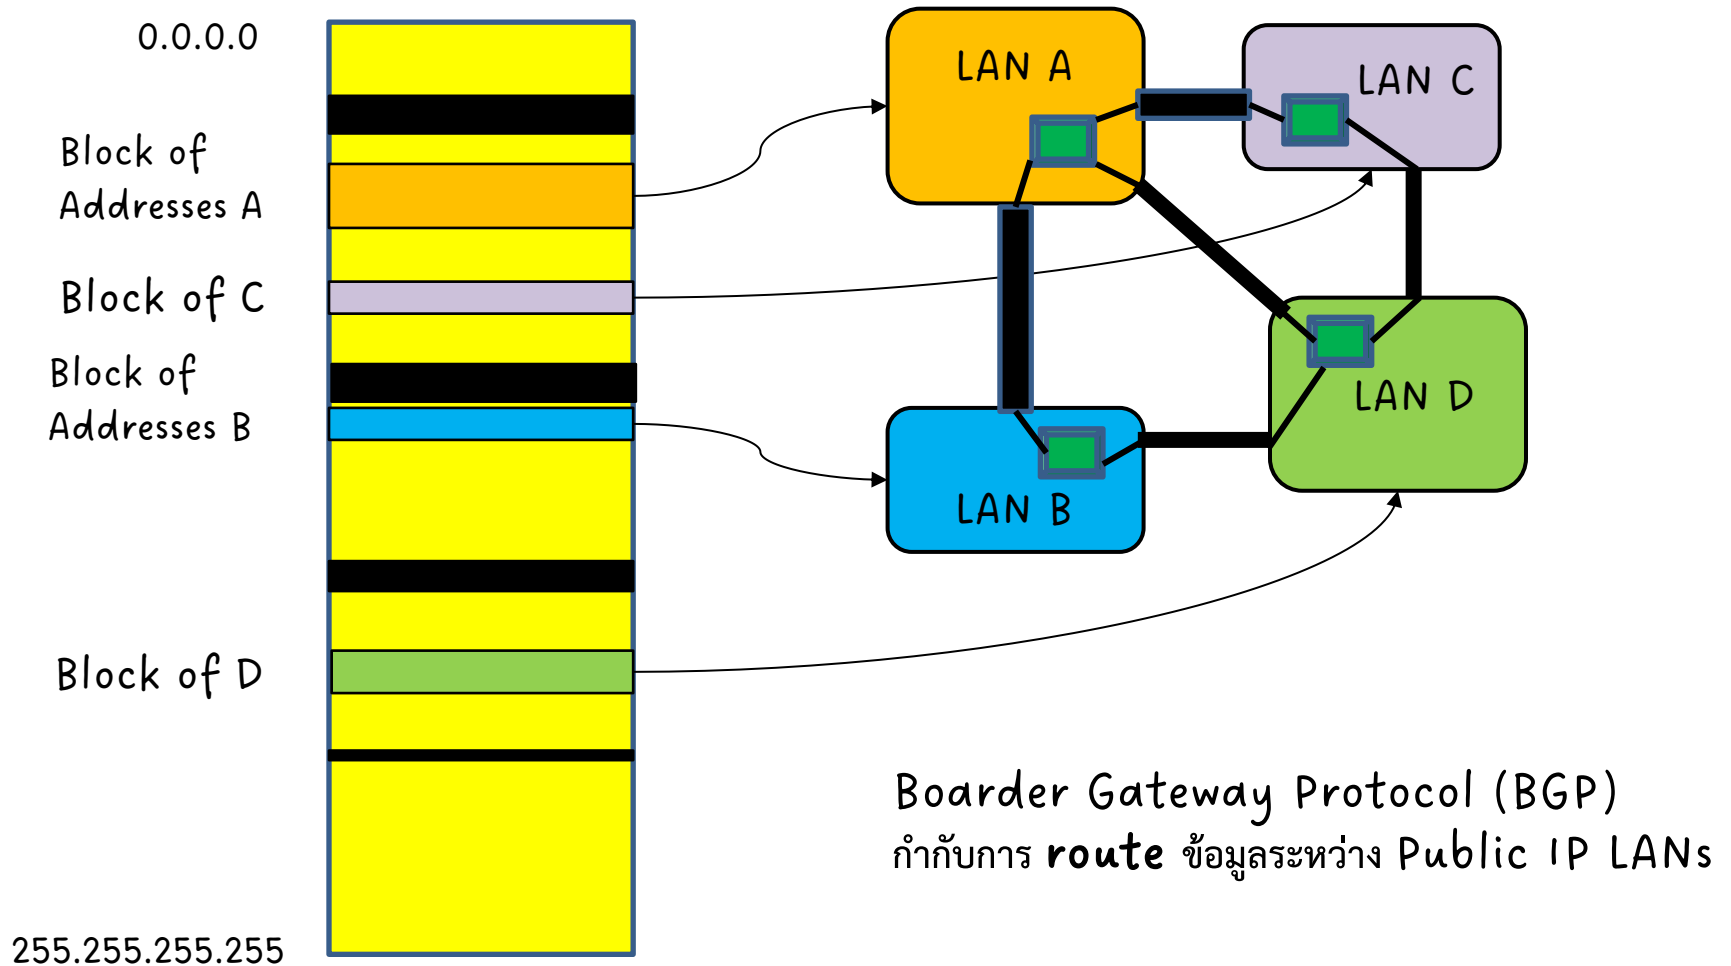 0.0.0.0
Block of
Addresses A
Block of C
Block of
Addresses B
Block of D
255.255.255.255
LAN A
LAN C
LAN D
LAN B
Boarder Gateway Protocol (BGP)
กำกับการ route ข้อมูลระหว่าง Public IP LANs